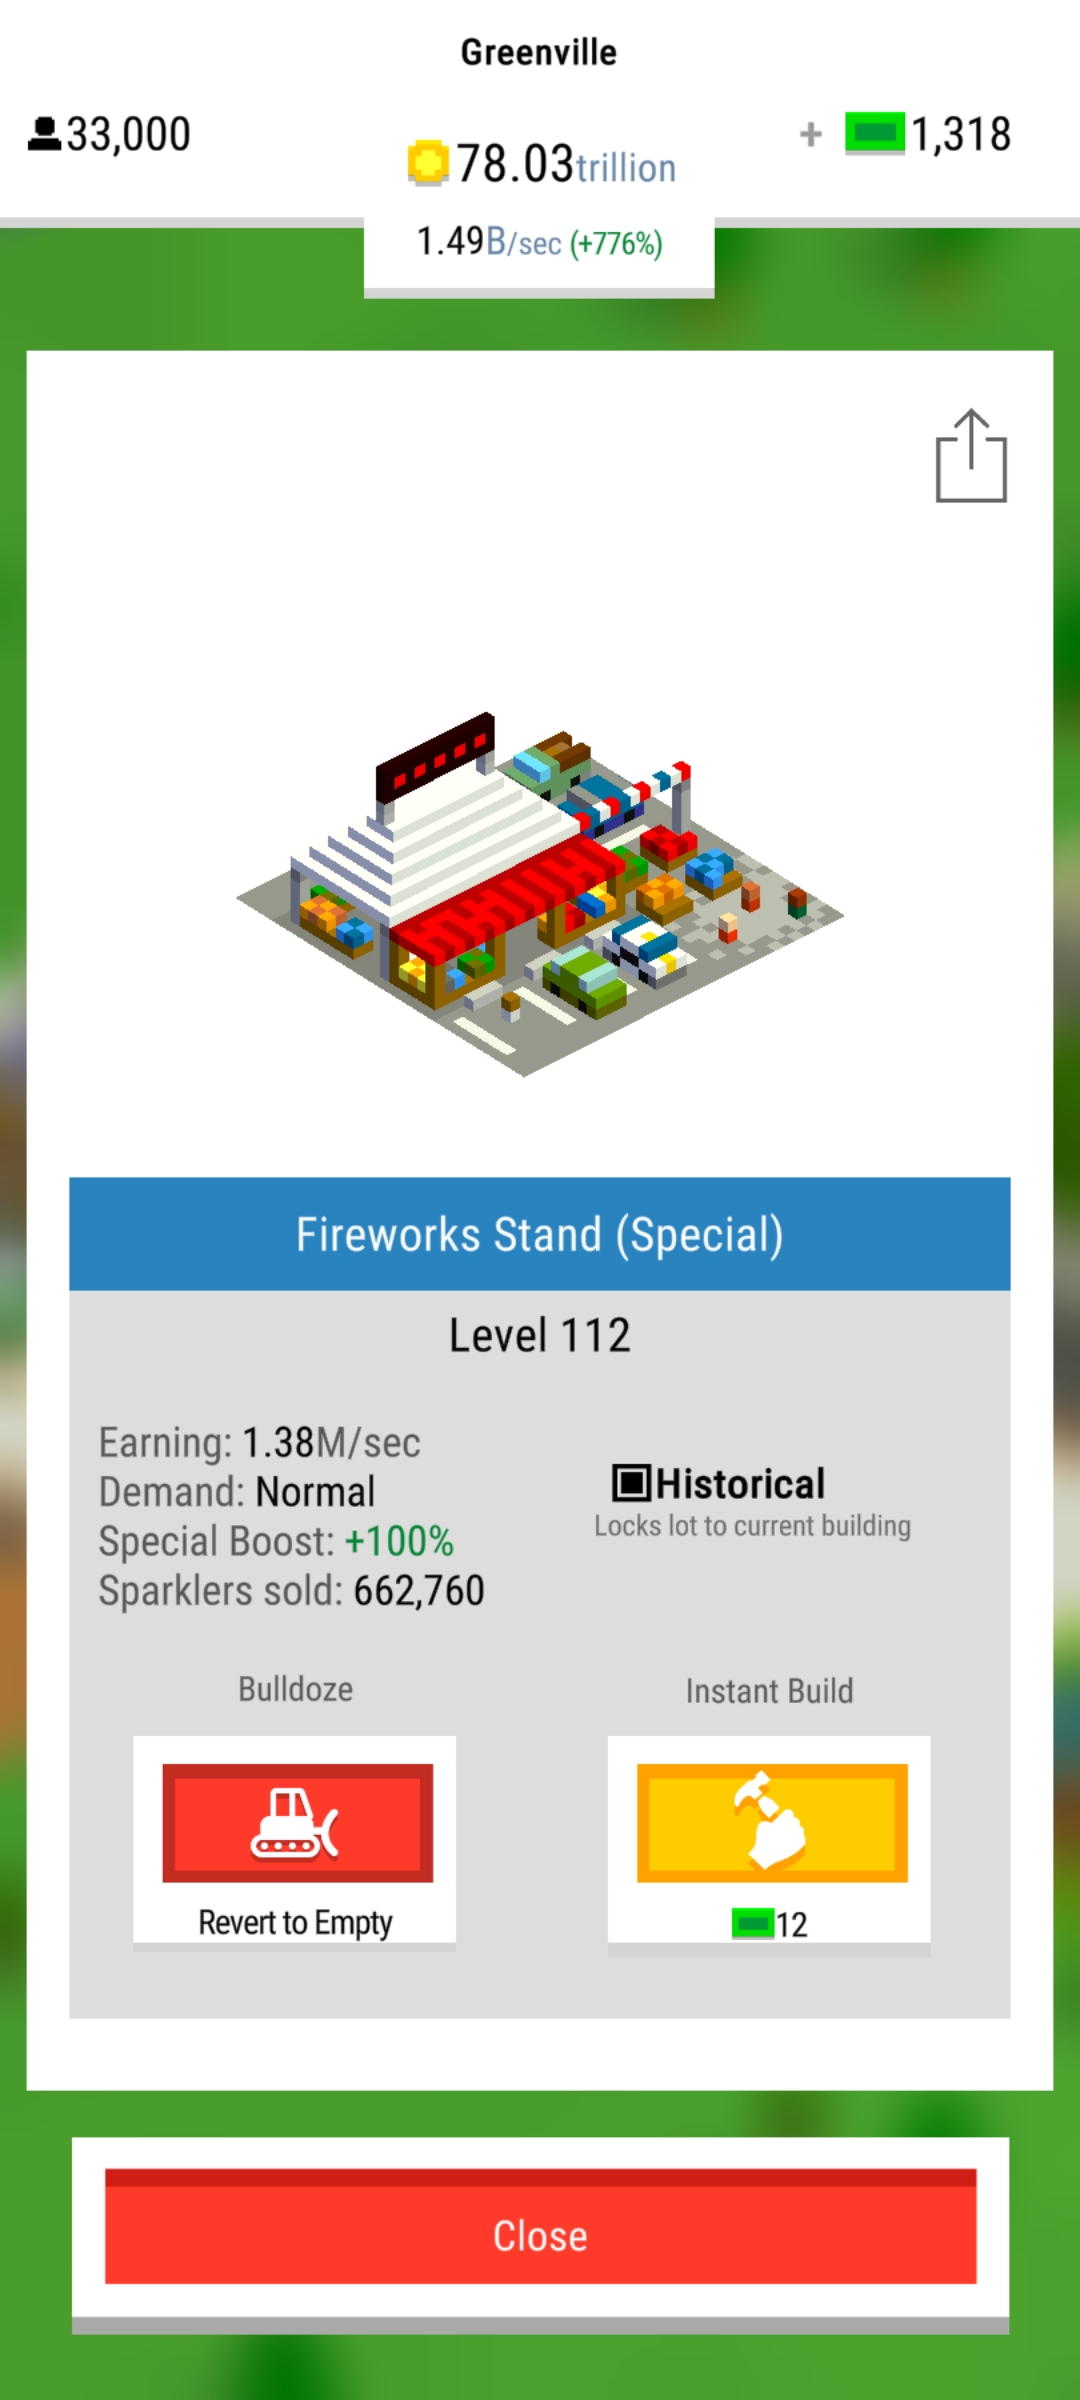 Greenville
33,000
78.03trillion
+ 1,318
1.49B/sec (+776%)
Fireworks Stand (Special)
Level 112
Earning: 1.38M/sec
Demand: Normal
Special Boost: +100%
Sparklers sold: 662,760
Historical
Locks lot to current building
Bulldoze
Instant Build
Revert to Empty
12
Close